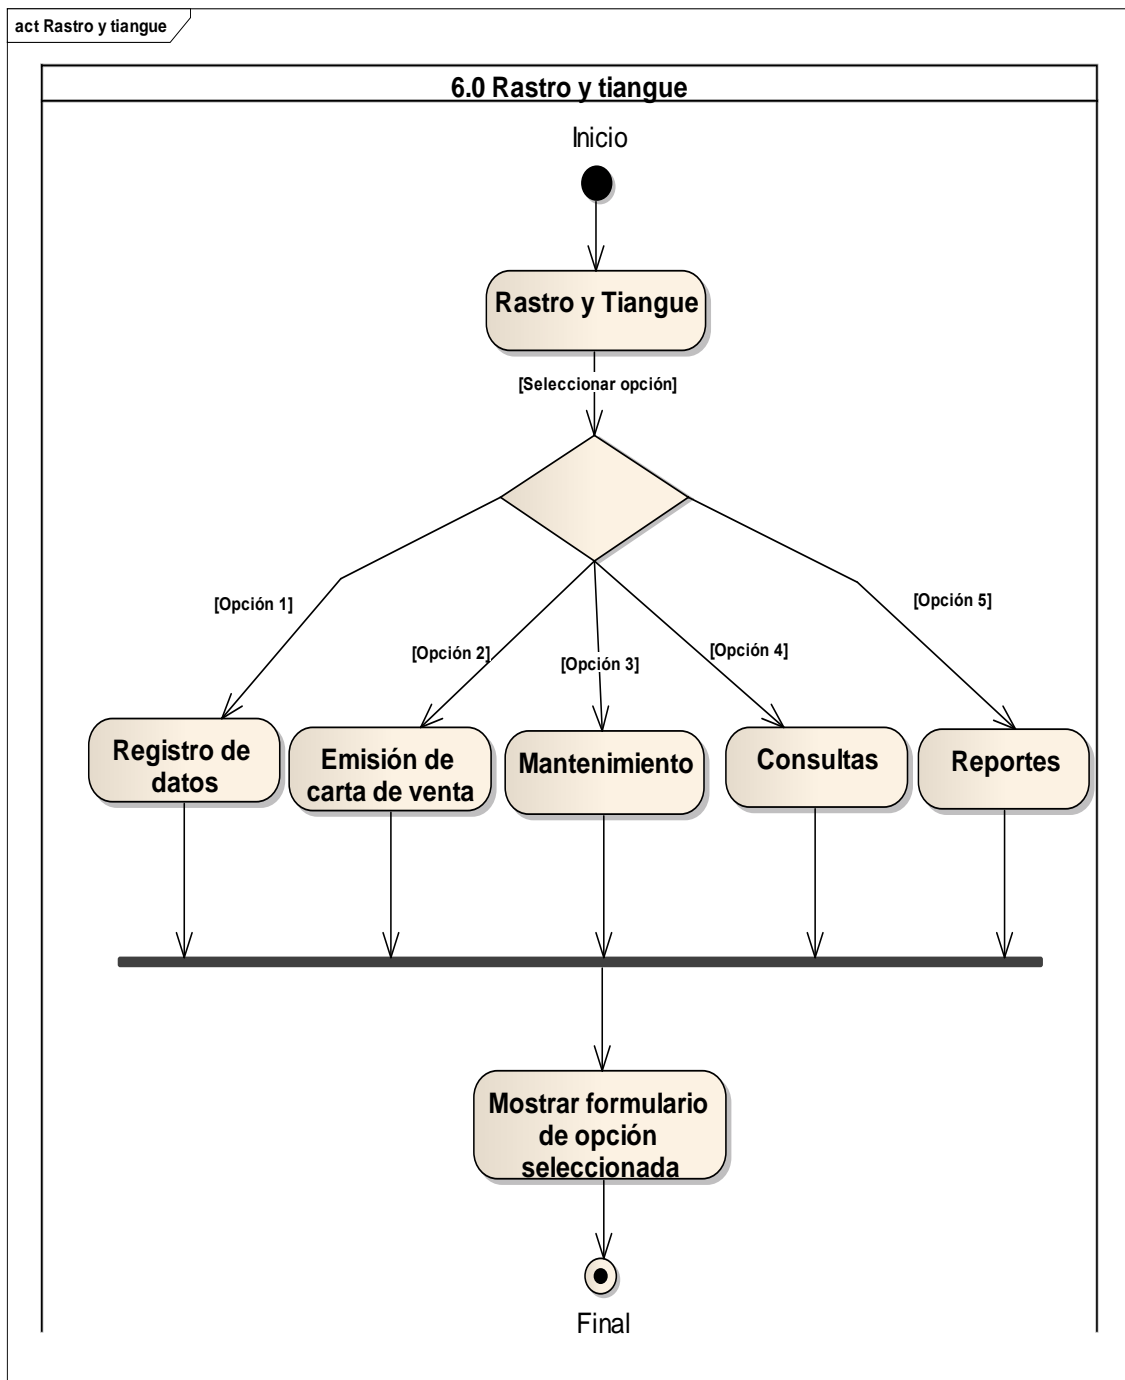 act Rastro y tiangue
6.0 Rastro y tiangue
Inicio
Rastro y Tiangue
[Seleccionar opción]
[Opción 1]
[Opción 2]
[Opción 3]
[Opción 4]
[Opción 5]
Registro de
datos
Emisión de
carta de venta
Mantenimiento
Consultas
Reportes
Mostrar formulario
de opción
seleccionada
Final